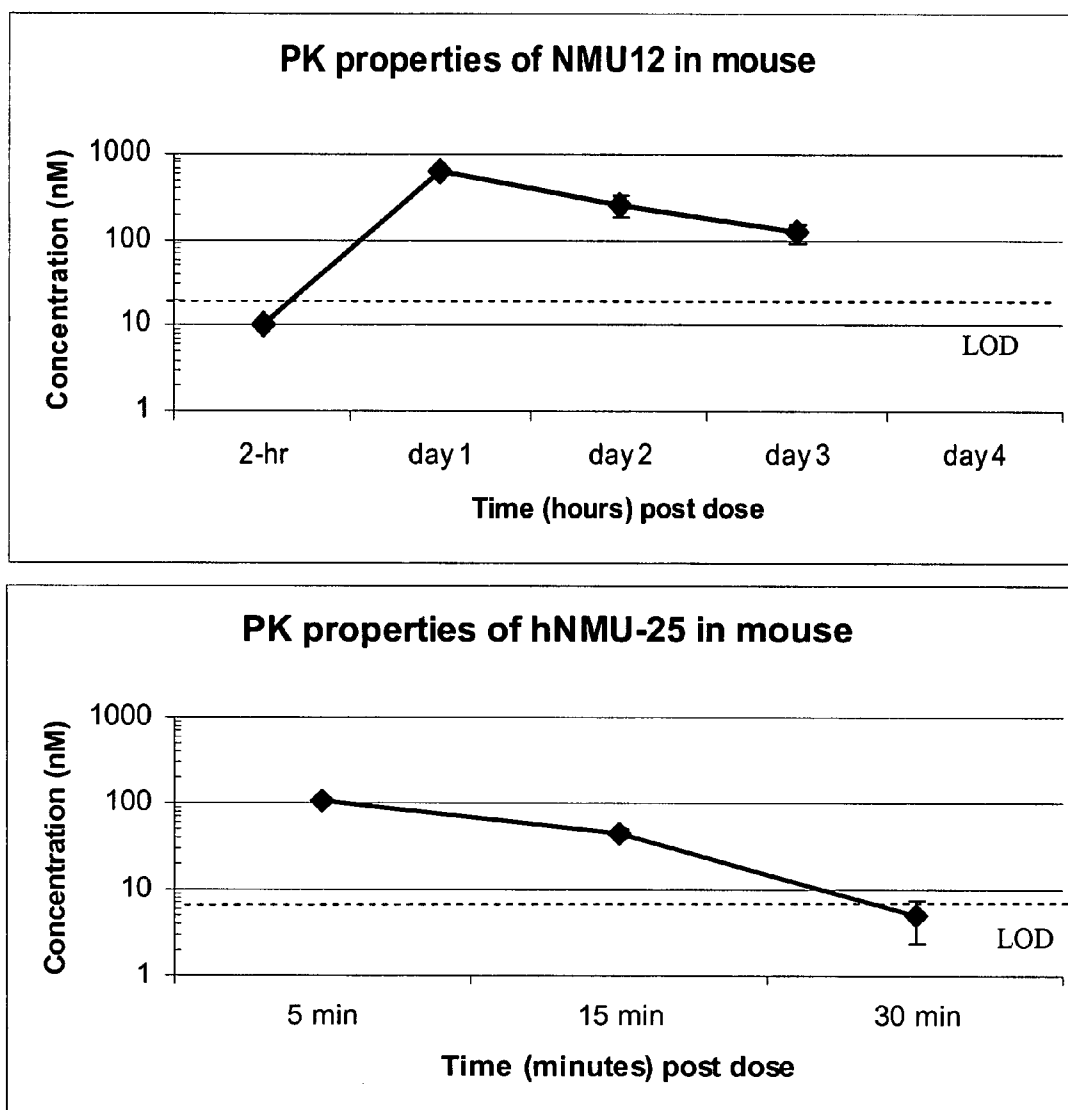 PK properties of NMU12 in mouse
Concentration (nM)
1000
100
10
1
LOD
2-hr
day 1
day 2
day 3
day 4
Time (hours) post dose
PK properties of hNMU-25 in mouse
Concentration (nM)
1000
100
10
1
LOD
5 min
15 min
30 min
Time (minutes) post dose